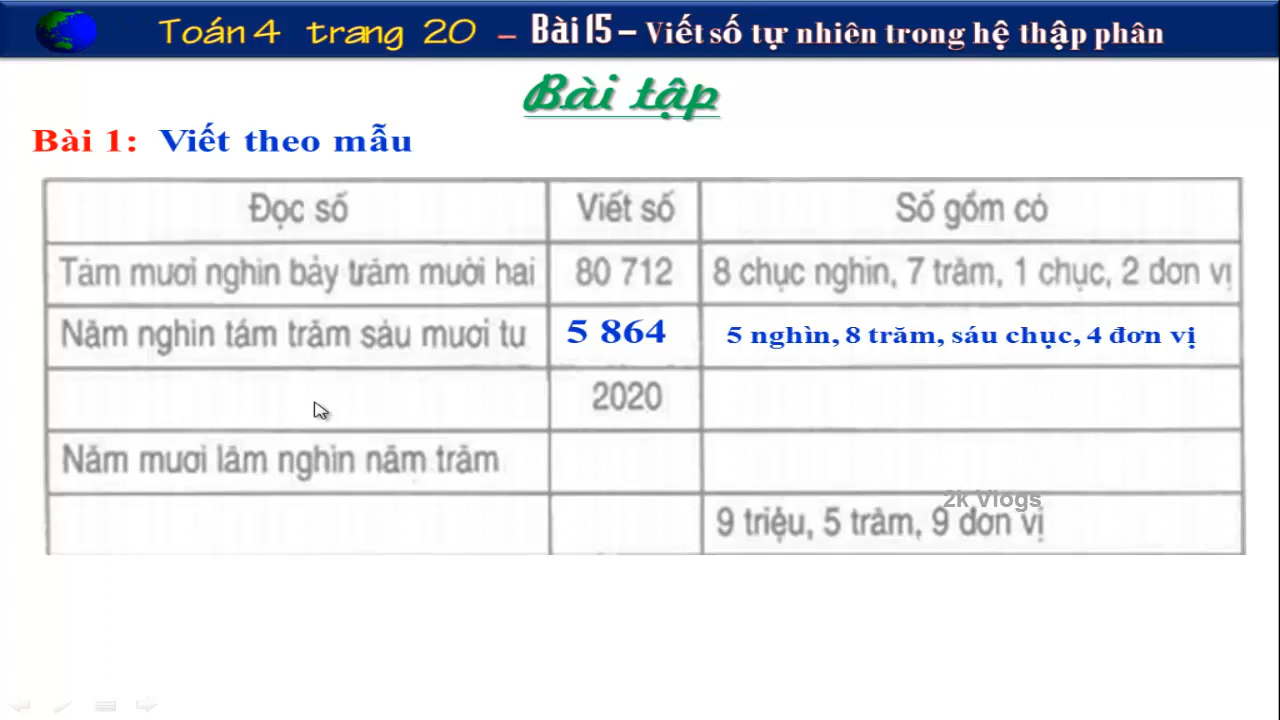 Toán 4 trang 20 – Bài 15 – Viết số tự nhiên trong hệ thập phân
Bài tập
Bài 1: Viết theo mẫu
Đọc số Viết số Số gồm có
Tám mươi nghìn bảy trăm mười hai 80 712 8 chục nghìn, 7 trăm, 1 chục, 2 đơn vị
Năm nghìn tám trăm sáu mươi tư 5 864 5 nghìn, 8 trăm, sáu chục, 4 đơn vị
2020
Năm mươi lăm nghìn năm trăm
2k Vlogs
9 triệu, 5 trăm, 9 đơn vị